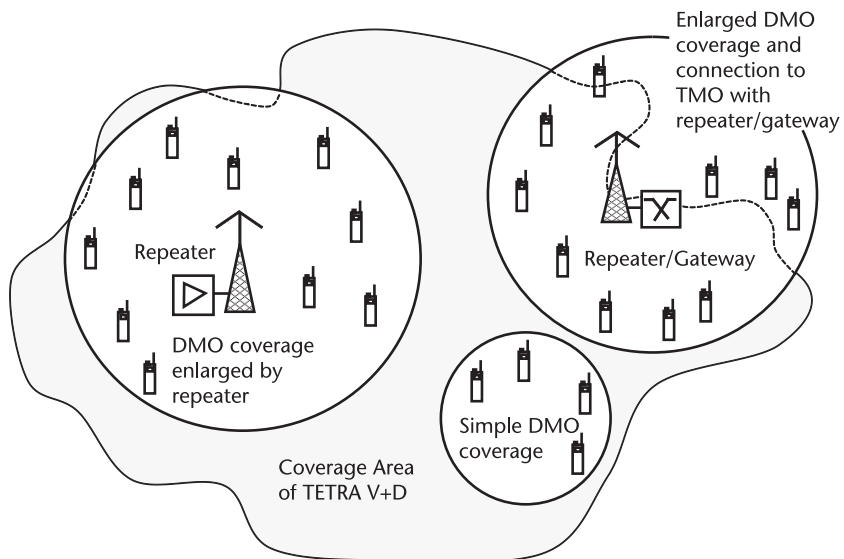 Enlarged DMO
coverage and
connection to
TMO with
repeater/gateway
Repeater
Repeater/Gateway
DMO coverage
enlarged by
repeater
Simple DMO
coverage
Coverage Area
of TETRA V+D